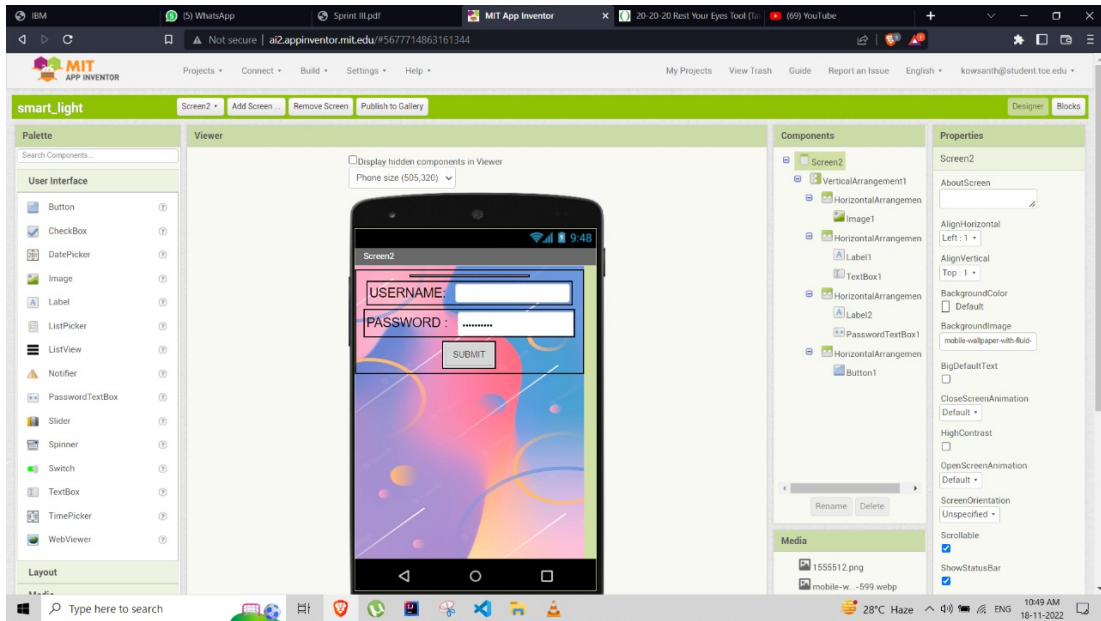 IBM
(5) WhatsApp
Sprint III.pdf
MIT App Inventor
20-20-20 Rest Your Eyes Tool (Tal
(69) YouTube
Not secure | ai2.appinventor.mit.edu/#5677714863161344
MIT
APP INVENTOR
Projects Connect Build Settings Help My Projects View Trash Guide Report an Issue English kowsanth@student.tce.edu
smart_light
Screen2 Add Screen ... Remove Screen Publish to Gallery Designer Blocks
Palette
Search Components...
User Interface
Button
CheckBox
DatePicker
Image
Label
ListPicker
ListView
Notifier
PasswordTextBox
Slider
Spinner
Switch
TextBox
TimePicker
WebViewer
Layout
Viewer
Display hidden components in Viewer
Phone size (505,320)
9:48
Screen2
USERNAME:
PASSWORD :
SUBMIT
Components
Screen2
VerticalArrangement1
HorizontalArrangemen
Image1
HorizontalArrangemen
Label1
TextBox1
HorizontalArrangemen
Label2
PasswordTextBox1
HorizontalArrangemen
Button1
Rename Delete
Media
1555512.png
mobile-w...-599.webp
Properties
Screen2
AboutScreen
AlignHorizontal
Left : 1
AlignVertical
Top : 1
BackgroundColor
Default
BackgroundImage
mobile-wallpaper-with-fluid-
BigDefaultText
CloseScreenAnimation
Default
HighContrast
OpenScreenAnimation
Default
ScreenOrientation
Unspecified
Scrollable
ShowStatusBar
Type here to search
28°C Haze
ENG
10:49 AM
18-11-2022